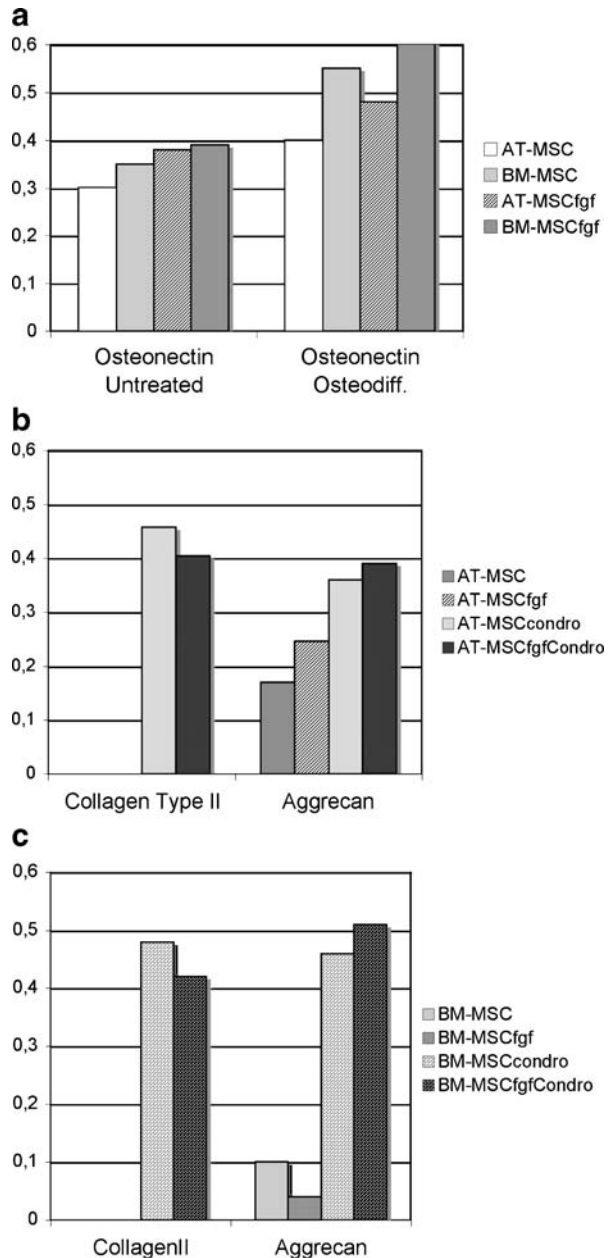 a
0,6
0,5
0,4
0,3
0,2
0,1
0
Osteonectin Untreated
Osteonectin Osteodiff.
AT-MSC
BM-MSC
AT-MSCfgf
BM-MSCfgf
b
0,6
0,5
0,4
0,3
0,2
0,1
0
Collagen Type II
Aggrecan
AT-MSC
AT-MSCfgf
AT-MSCcondro
AT-MSCfgfCondro
c
0,6
0,5
0,4
0,3
0,2
0,1
0
CollagenII
Aggrecan
BM-MSC
BM-MSCfgf
BM-MSCcondro
BM-MSCfgfCondro